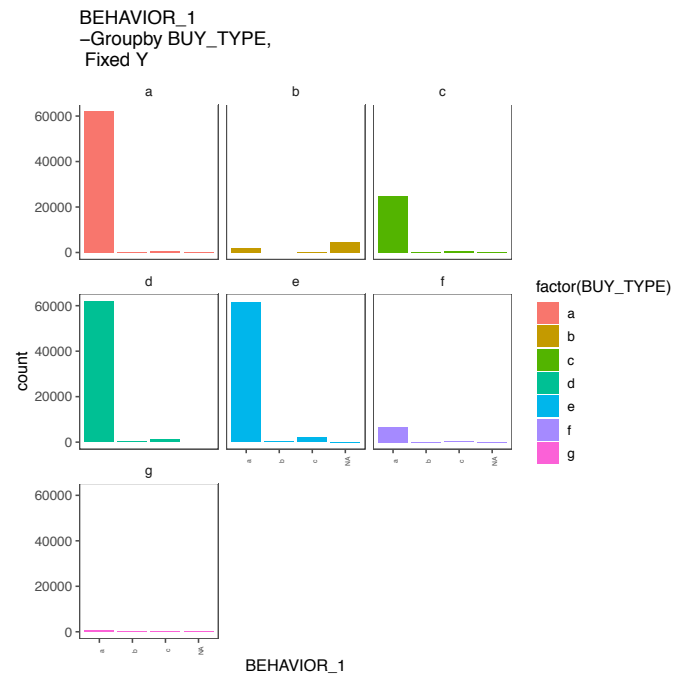 BEHAVIOR_1
−Groupby BUY_TYPE,
Fixed Y
a b c
60000
40000
20000
0
d e f
60000
40000
20000
0
a b c NA a b c NA
g
60000
40000
20000
0
a b c NA
count
BEHAVIOR_1
factor(BUY_TYPE)
a
b
c
d
e
f
g